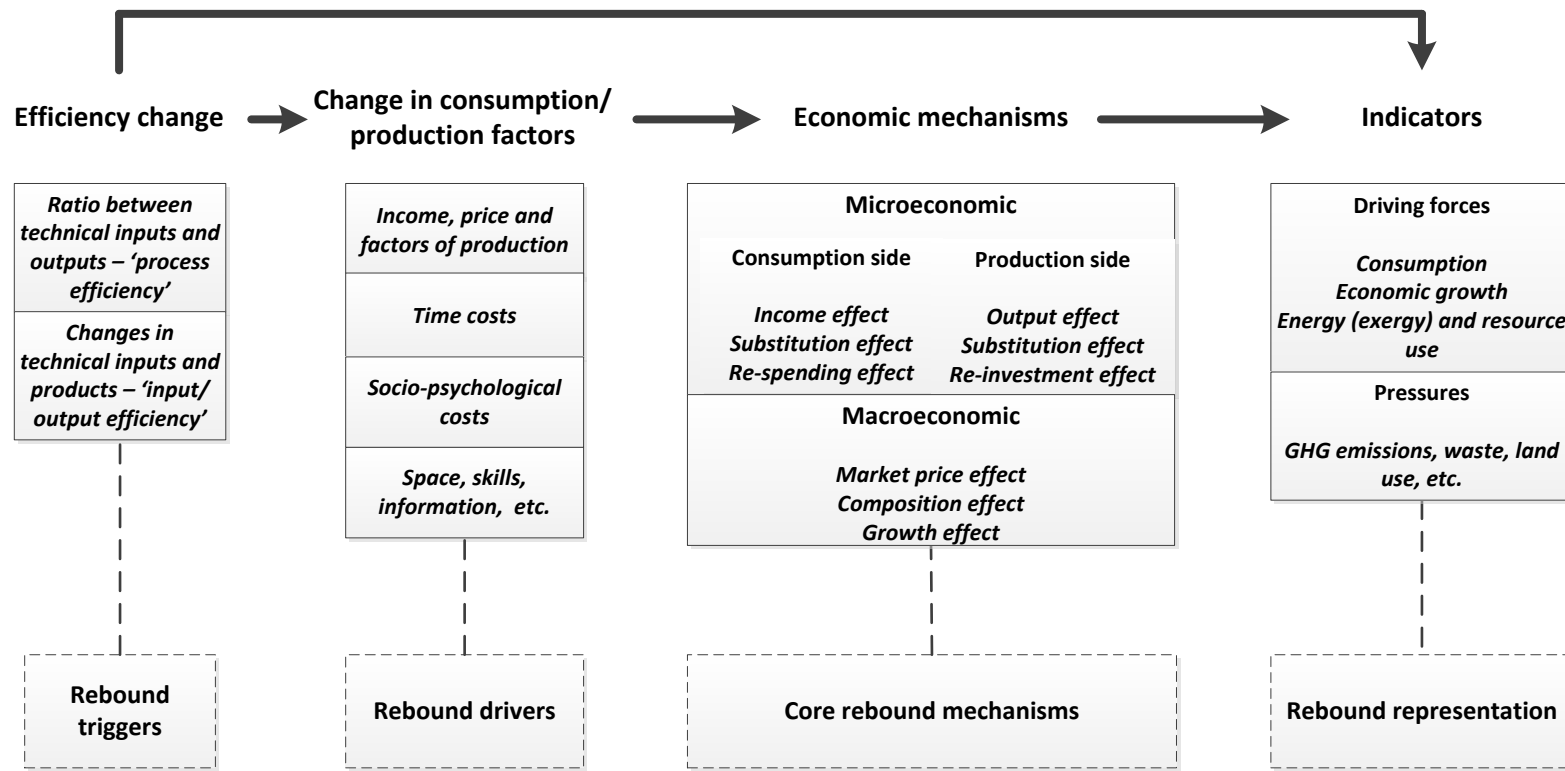 Efficiency change
Change in consumption/
production factors
Economic mechanisms
Indicators
Ratio between
technical inputs and
outputs – ‘process
efficiency’
Changes in
technical inputs and
products – ‘input/
output efficiency’
Income, price and
factors of production
Time costs
Socio-psychological
costs
Space, skills,
information, etc.
Microeconomic
Consumption side
Income effect
Substitution effect
Re-spending effect
Production side
Output effect
Substitution effect
Re-investment effect
Macroeconomic
Market price effect
Composition effect
Growth effect
Driving forces
Consumption
Economic growth
Energy (exergy) and resource
use
Pressures
GHG emissions, waste, land
use, etc.
Rebound
triggers
Rebound drivers
Core rebound mechanisms
Rebound representation